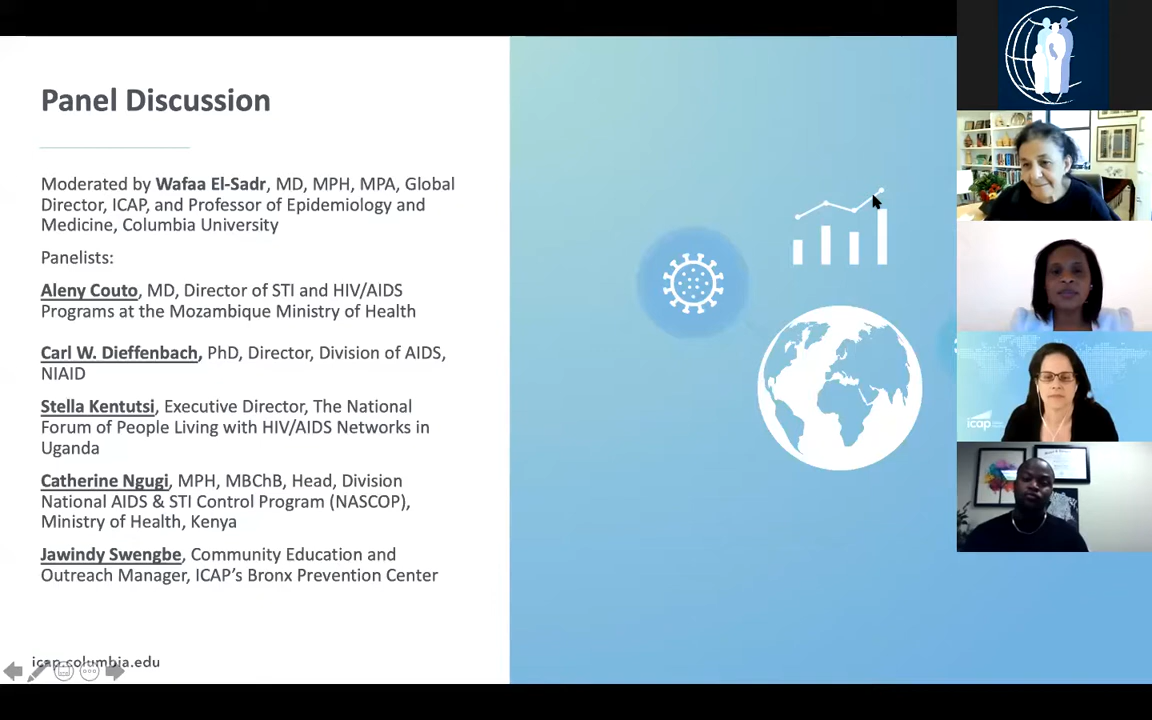 Panel Discussion
Moderated by Wafaa El-Sadr, MD, MPH, MPA, Global
Director, ICAP, and Professor of Epidemiology and
Medicine, Columbia University
Panelists:
Aleny Couto, MD, Director of STI and HIV/AIDS
Programs at the Mozambique Ministry of Health
Carl W. Dieffenbach, PhD, Director, Division of AIDS,
NIAID
Stella Kentutsi, Executive Director, The National
Forum of People Living with HIV/AIDS Networks in
Uganda
Catherine Ngugi, MPH, MBChB, Head, Division
National AIDS & STI Control Program (NASCOP),
Ministry of Health, Kenya
Jawindy Swengbe, Community Education and
Outreach Manager, ICAP's Bronx Prevention Center
icap.columbia.edu
icap